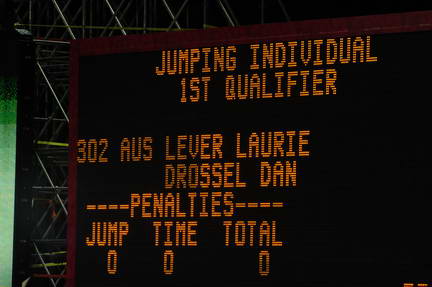 JUMPING INDIVIDUAL
1ST QUALIFIER
302 AUS LEVER LAURIE
DROSSEL DAN
----PENALTIES----
JUMP TIME TOTAL
0 0 0